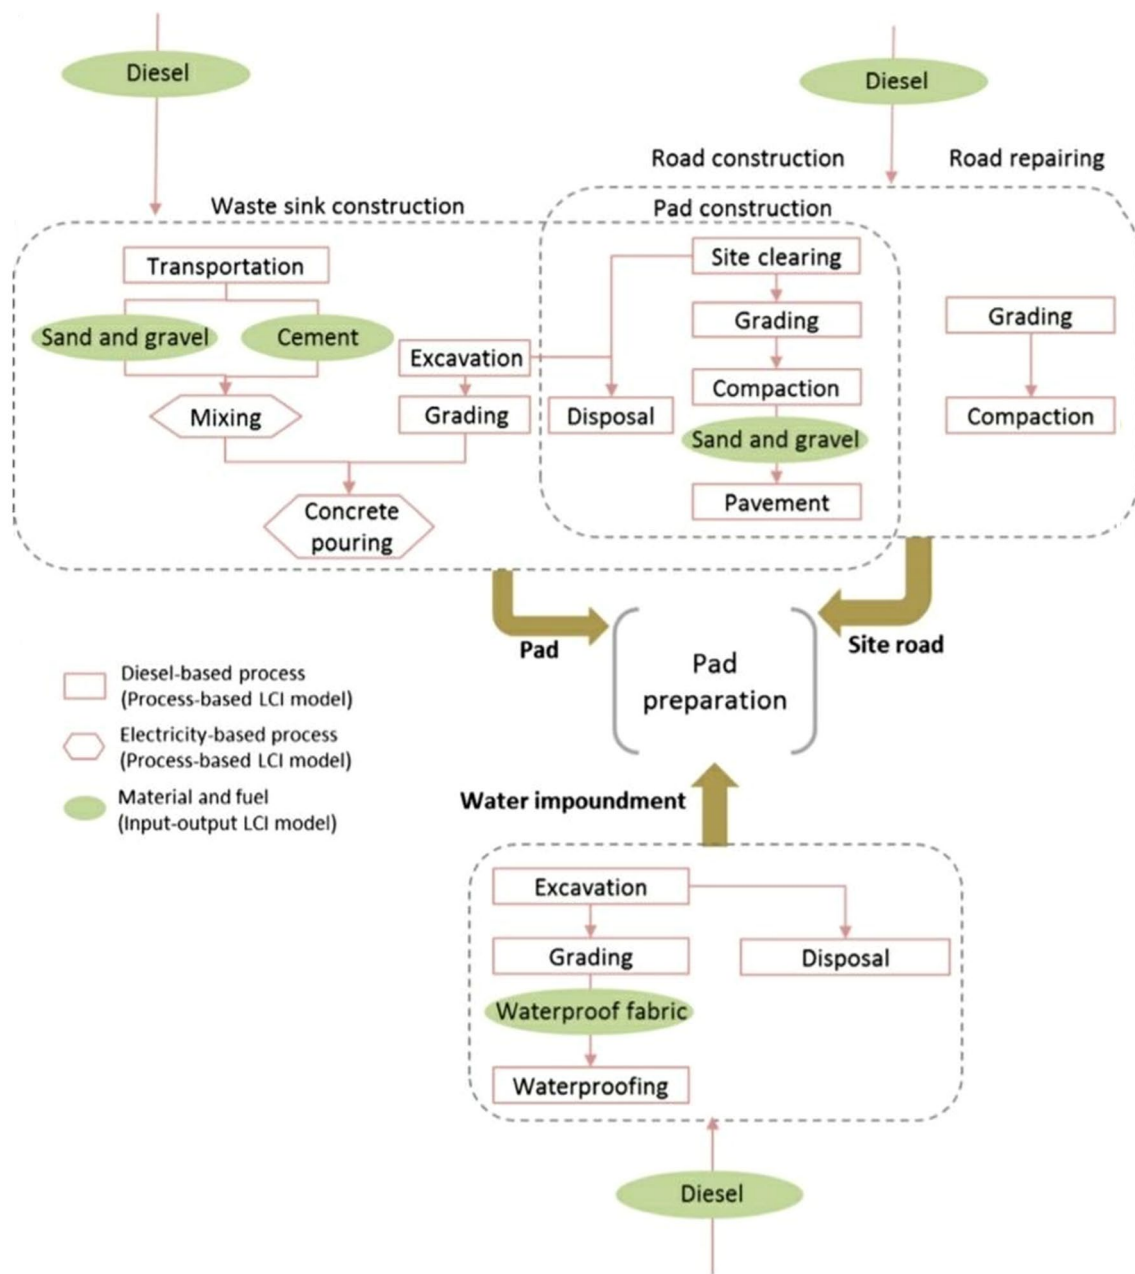 Diesel
Diesel
Road construction
Road repairing
Waste sink construction
Pad construction
Transportation
Sand and gravel
Cement
Mixing
Excavation
Grading
Concrete
pouring
Disposal
Site clearing
Grading
Compaction
Sand and gravel
Pavement
Grading
Compaction
Pad
Site road
Pad
preparation
Diesel-based process
(Process-based LCI model)
Electricity-based process
(Process-based LCI model)
Material and fuel
(Input-output LCI model)
Water impoundment
Excavation
Grading
Disposal
Waterproof fabric
Waterproofing
Diesel